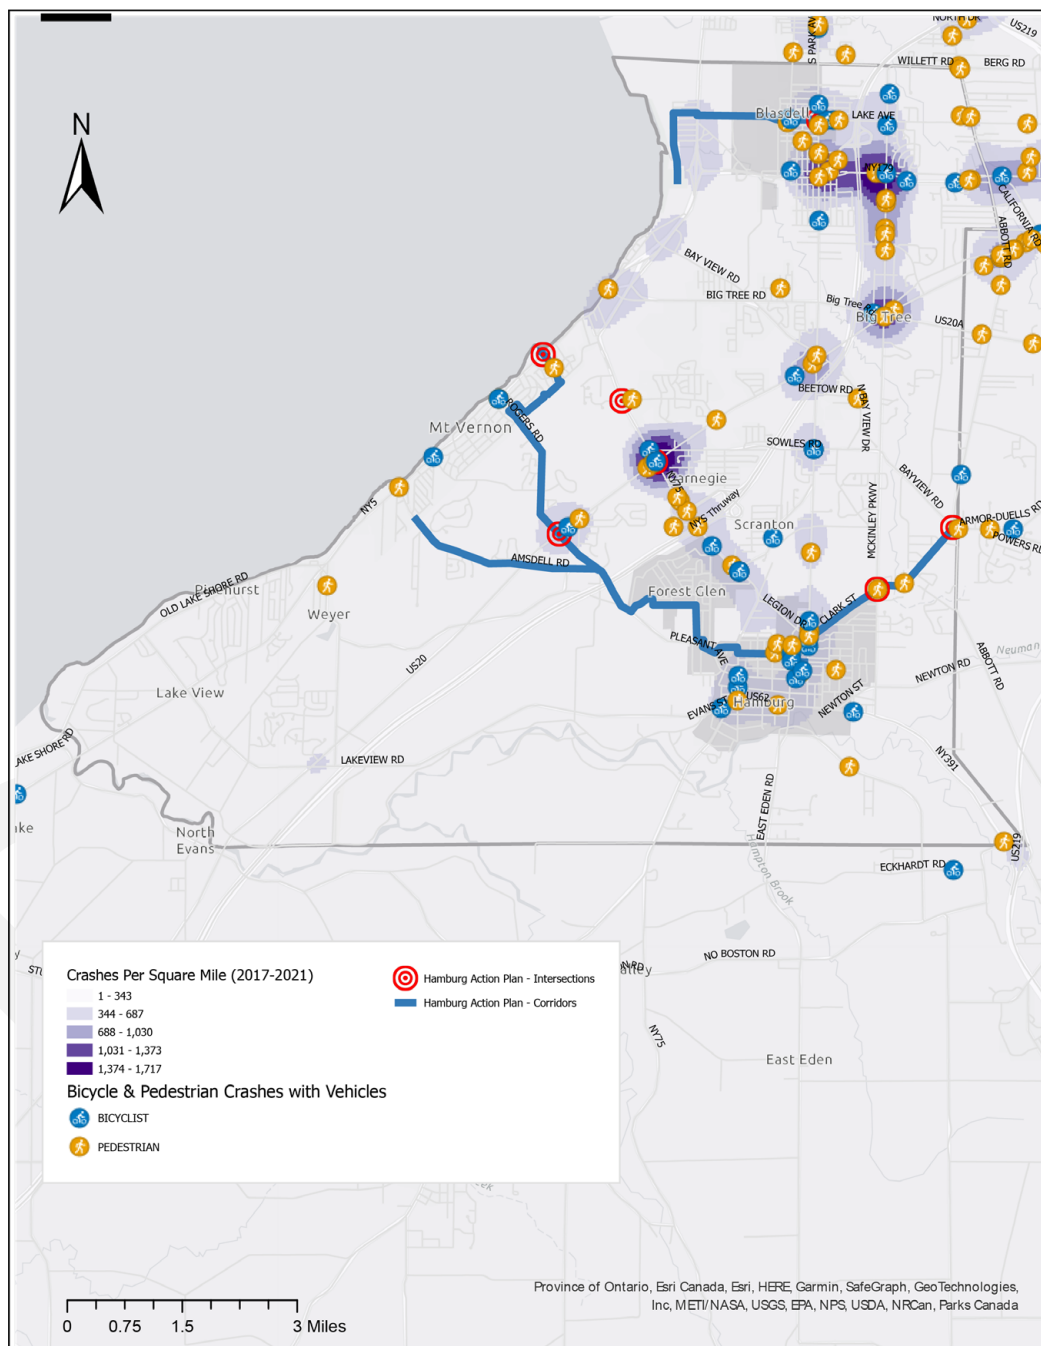 NORTH DR
US219
S PARK AV
WILLETT RD
BERG RD
N
Blasdell
LAKE AVE
NY179
CALIFORNIA RD
ABBOTT RD
BAY VIEW RD
BIG TREE RD
Big Tree Rd
Big Tree
US20A
BEETOW RD
N BAY VIEW DR
ROGERS RD
Mt Vernon
SOWLES RD
Carnegie
NY75
BAYVIEW RD
NY5
NYS Thruway
Scranton
MCKINLEY PKWY
ARMOR-DUELLS RD
POWERS RD
AMSDELL RD
Pinehurst
OLD LAKE SHORE RD
Weyer
Forest Glen
LEGION DR
CLARK ST
PLEASANT AVE
US20
Neuman
ABBOTT RD
NEWTON RD
Lake View
EVANS ST
US62
Hamburg
NEWTON ST
LAKE SHORE RD
LAKEVIEW RD
NY391
EAST EDEN RD
ake
North
Evans
Hampton Brook
US219
ECKHARDT RD
NO BOSTON RD
N RD
alley
NY75
East Eden
Crashes Per Square Mile (2017-2021)
1 - 343
344 - 687
688 - 1,030
1,031 - 1,373
1,374 - 1,717
Hamburg Action Plan - Intersections
Hamburg Action Plan - Corridors
Bicycle & Pedestrian Crashes with Vehicles
BICYCLIST
PEDESTRIAN
0 0.75 1.5 3 Miles
Province of Ontario, Esri Canada, Esri, HERE, Garmin, SafeGraph, GeoTechnologies,
Inc, METI/NASA, USGS, EPA, NPS, USDA, NRCan, Parks Canada